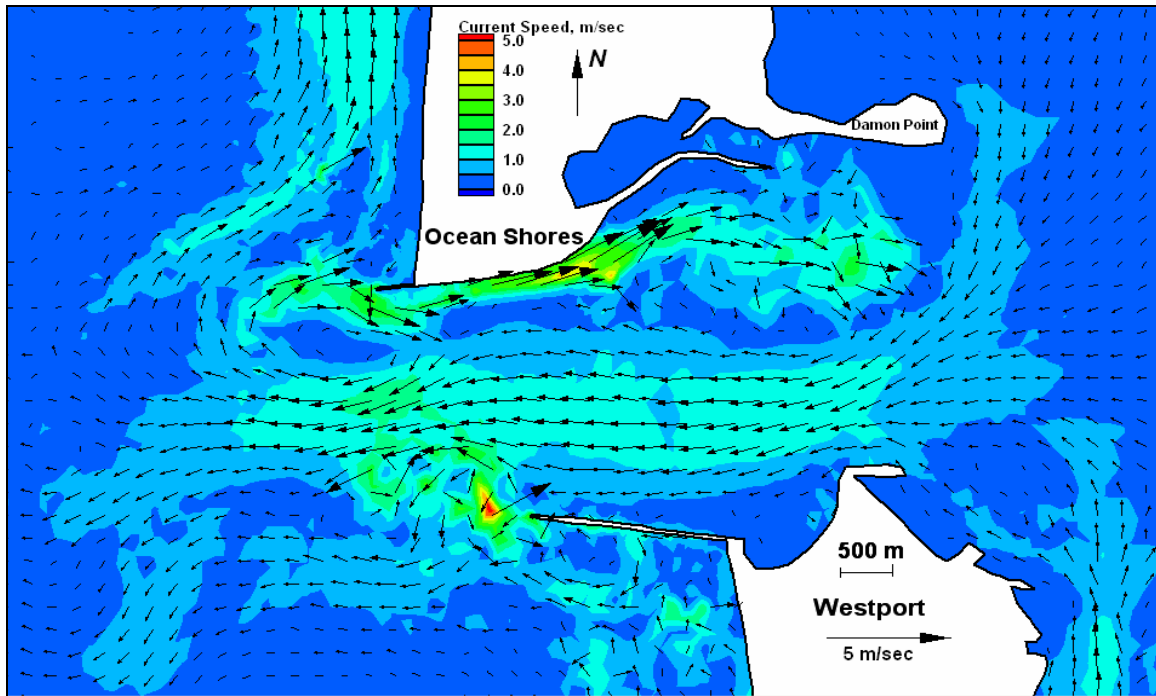 Current Speed, m/sec
5.0
4.0
3.0
2.0
1.0
0.0
N
Damon Point
Ocean Shores
500 m
Westport
5 m/sec